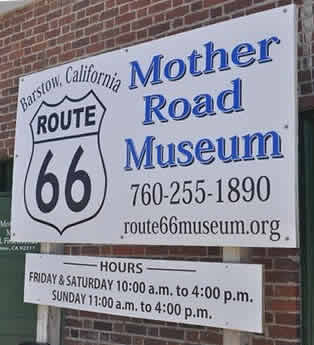 Barstow, California
ROUTE
66
Mother
Road
Museum
760-255-1890
route66museum.org
HOURS
FRIDAY & SATURDAY 10:00 a.m. to 4:00 p.m.
SUNDAY 11:00 a.m. to 4:00 p.m.